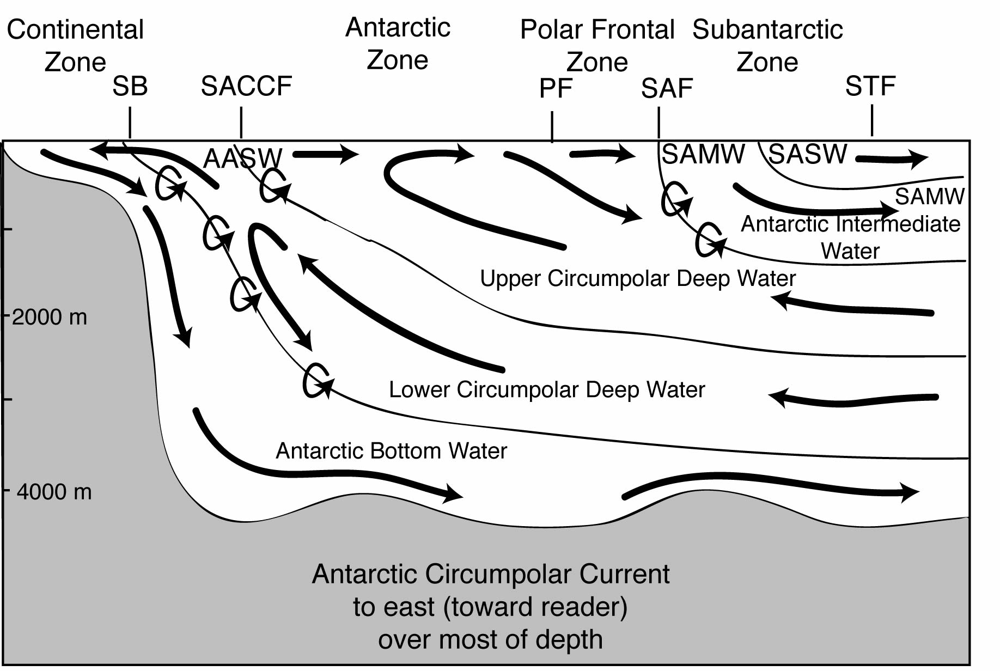 Continental
Zone
Antarctic
Zone
Polar Frontal
Zone
Subantarctic
Zone
SB
SACCF
PF
SAF
STF
AASW
SAMW
SASW
SAMW
Antarctic Intermediate
Water
Upper Circumpolar Deep Water
2000 m
Lower Circumpolar Deep Water
Antarctic Bottom Water
4000 m
Antarctic Circumpolar Current
to east (toward reader)
over most of depth